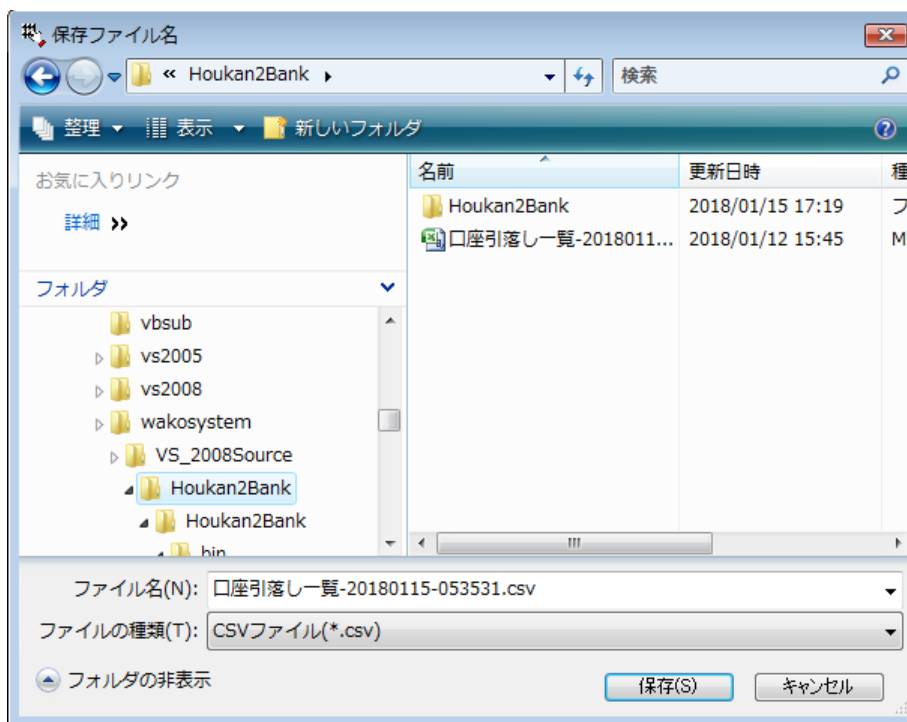 保存ファイル名
« Houkan2Bank
検索
整理 表示 新しいフォルダ
お気に入りリンク
詳細 »
フォルダ
vbsub
vs2005
vs2008
wakosystem
VS_2008Source
Houkan2Bank
Houkan2Bank
bin
名前 更新日時 種
Houkan2Bank 2018/01/15 17:19 フ
口座引落し一覧-2018011... 2018/01/12 15:45 M
ファイル名(N): 口座引落し一覧-20180115-053531.csv
ファイルの種類(T): CSVファイル(*.csv)
フォルダの非表示
保存(S) キャンセル